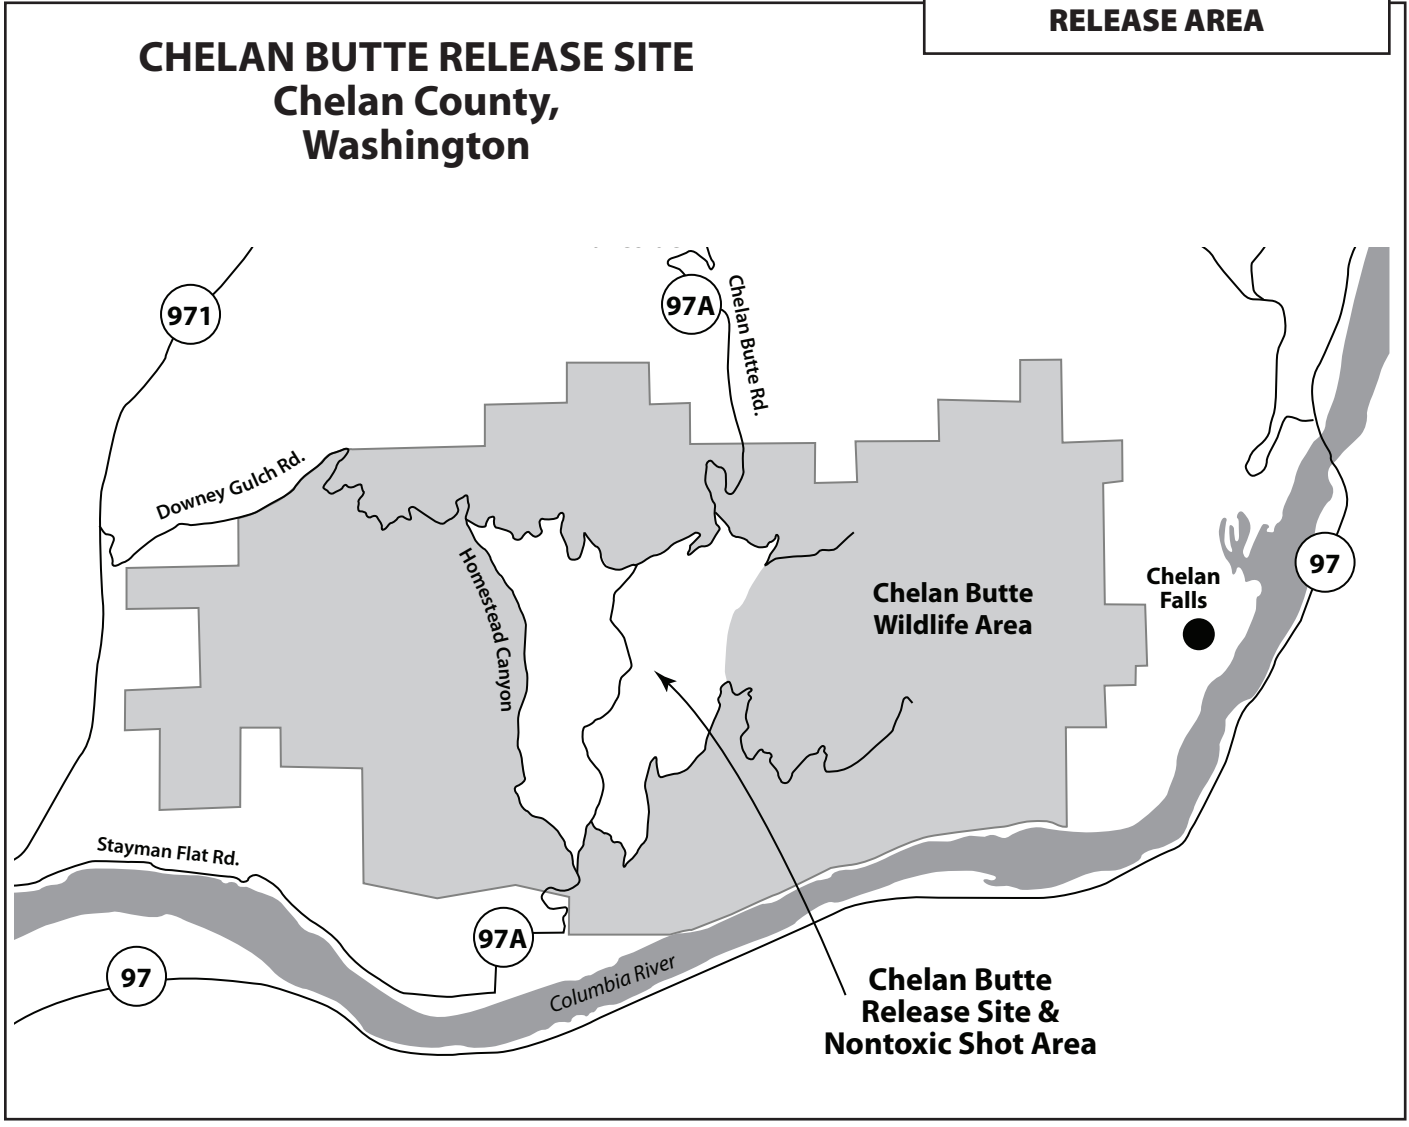 RELEASE AREA
CHELAN BUTTE RELEASE SITE
Chelan County,
Washington
971
97A
Chelan Butte Rd.
Downey Gulch Rd.
Homestead Canyon
Chelan Butte
Wildlife Area
Chelan
Falls
97
Stayman Flat Rd.
97A
97
Columbia River
Chelan Butte
Release Site &
Nontoxic Shot Area